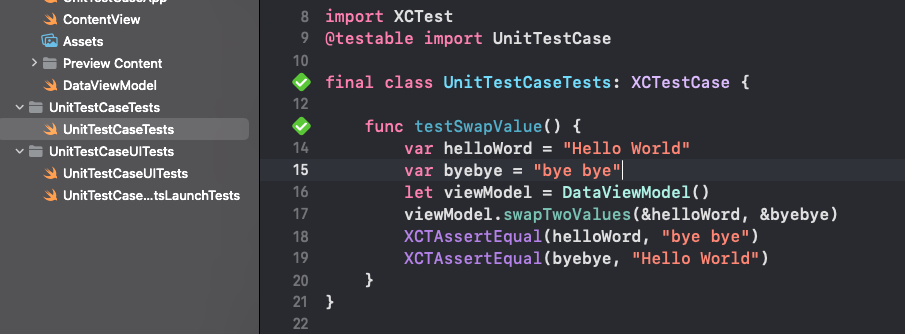 UnitTestCaseApp
ContentView
Assets
Preview Content
DataViewModel
UnitTestCaseTests
UnitTestCaseTests
UnitTestCaseUITests
UnitTestCaseUITests
UnitTestCase...tsLaunchTests
8 import XCTest
9 @testable import UnitTestCase
10
final class UnitTestCaseTests: XCTestCase {
12
func testSwapValue() {
14 var helloWord = "Hello World"
15 var byebye = "bye bye"
16 let viewModel = DataViewModel()
17 viewModel.swapTwoValues(&helloWord, &byebye)
18 XCTAssertEqual(helloWord, "bye bye")
19 XCTAssertEqual(byebye, "Hello World")
20 }
21 }
22